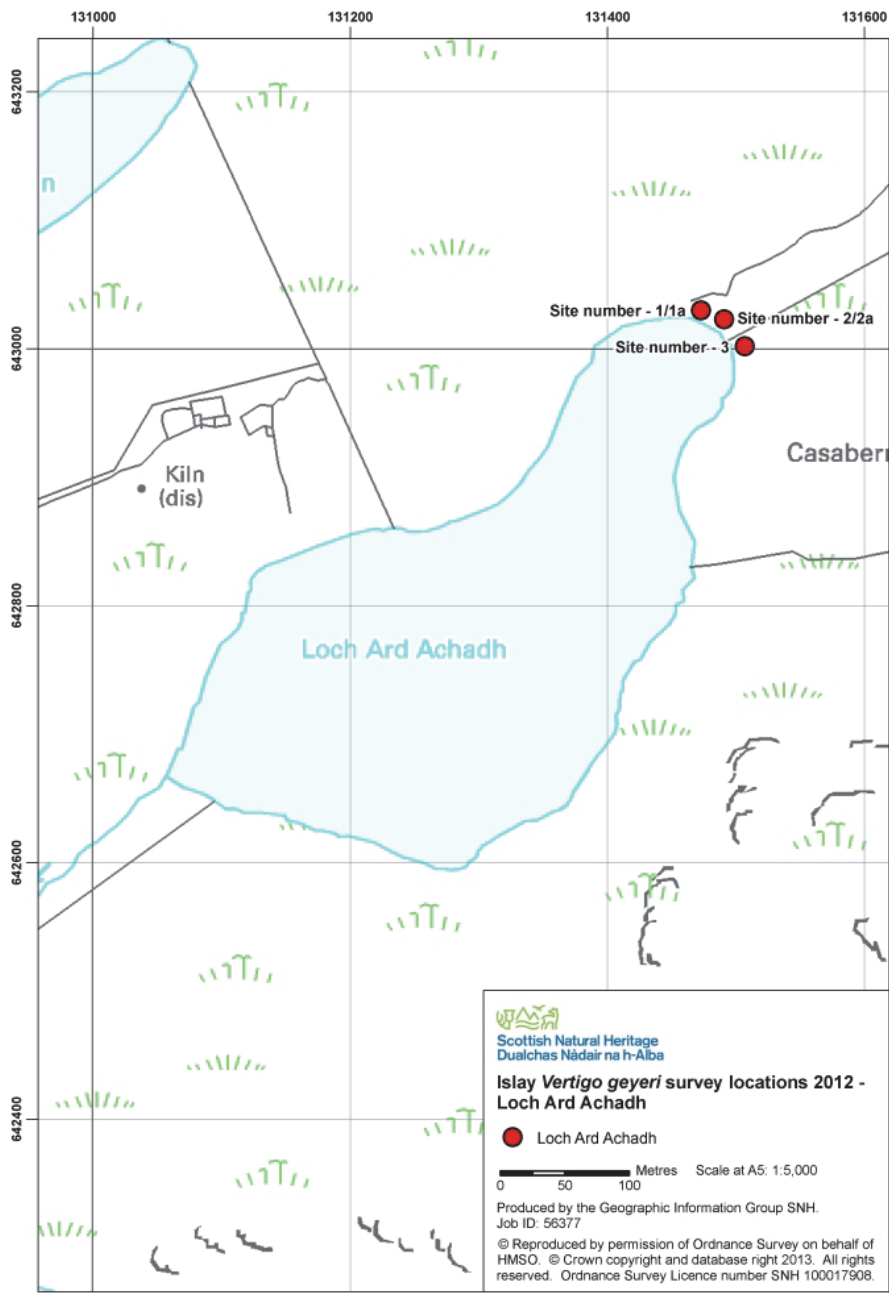 131000
131200
131400
131600
643200
643000
642800
642600
642400
n
Site number - 1/1a
Site number - 2/2a
Site number - 3
Casabern
Kiln
(dis)
Loch Ard Achadh
Scottish Natural Heritage
Dualchas Nàdair na h-Alba
Islay Vertigo geyeri survey locations 2012 -
Loch Ard Achadh
Loch Ard Achadh
Metres Scale at A5: 1:5,000
0 50 100
Produced by the Geographic Information Group SNH.
Job ID: 56377
© Reproduced by permission of Ordnance Survey on behalf of
HMSO. © Crown copyright and database right 2013. All rights
reserved. Ordnance Survey Licence number SNH 100017908.